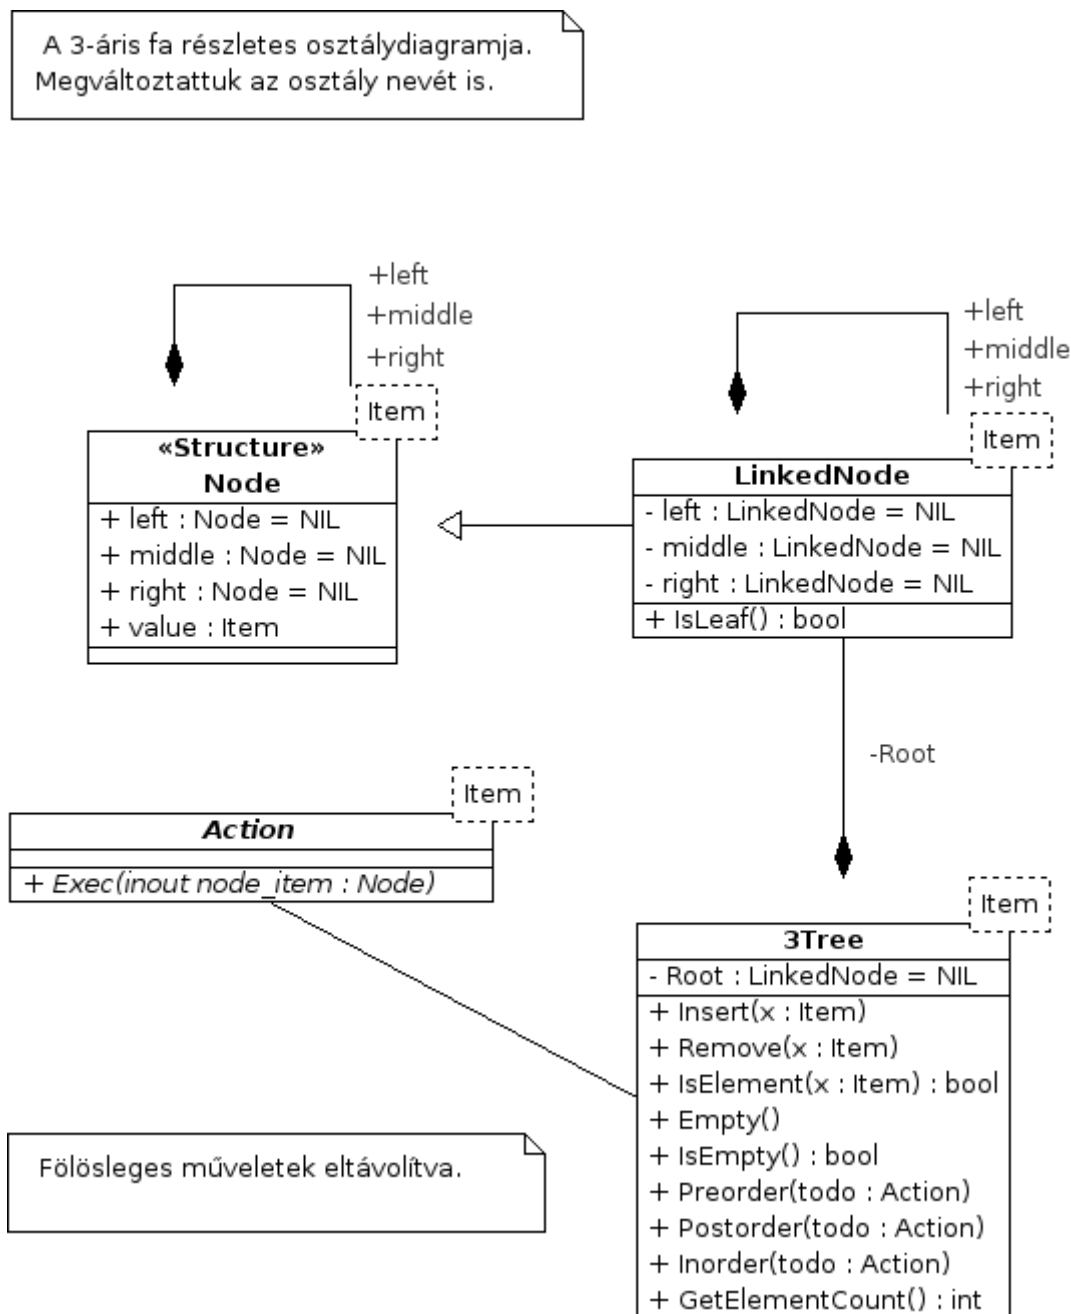 A 3-áris fa részletes osztálydiagramja.
Megváltoztattuk az osztály nevét is.
+left
+middle
+right
Item
«Structure»
Node
+ left : Node = NIL
+ middle : Node = NIL
+ right : Node = NIL
+ value : Item
+left
+middle
+right
Item
LinkedNode
- left : LinkedNode = NIL
- middle : LinkedNode = NIL
- right : LinkedNode = NIL
+ IsLeaf() : bool
-Root
Item
Action
+ Exec(inout node_item : Node)
Item
3Tree
- Root : LinkedNode = NIL
+ Insert(x : Item)
+ Remove(x : Item)
+ IsElement(x : Item) : bool
+ Empty()
+ IsEmpty() : bool
+ Preorder(todo : Action)
+ Postorder(todo : Action)
+ Inorder(todo : Action)
+ GetElementCount() : int
Fölösleges műveletek eltávolítva.